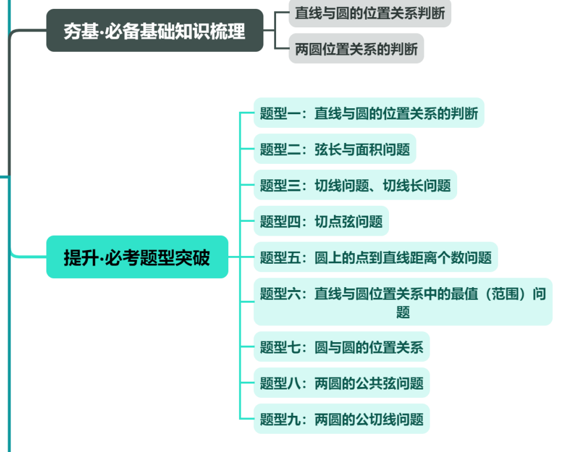 夯基·必备基础知识梳理
直线与圆的位置关系判断
两圆位置关系的判断
提升·必考题型突破
题型一：直线与圆的位置关系的判断
题型二：弦长与面积问题
题型三：切线问题、切线长问题
题型四：切点弦问题
题型五：圆上的点到直线距离个数问题
题型六：直线与圆位置关系中的最值（范围）问
题
题型七：圆与圆的位置关系
题型八：两圆的公共弦问题
题型九：两圆的公切线问题